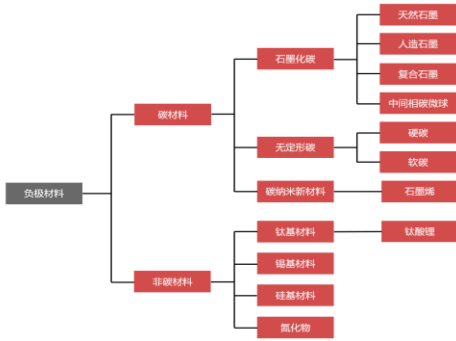 负极材料
碳材料
石墨化碳
天然石墨
人造石墨
复合石墨
中间相碳微球
无定形碳
硬碳
软碳
碳纳米新材料
石墨烯
非碳材料
钛基材料
钛酸锂
锡基材料
硅基材料
氮化物